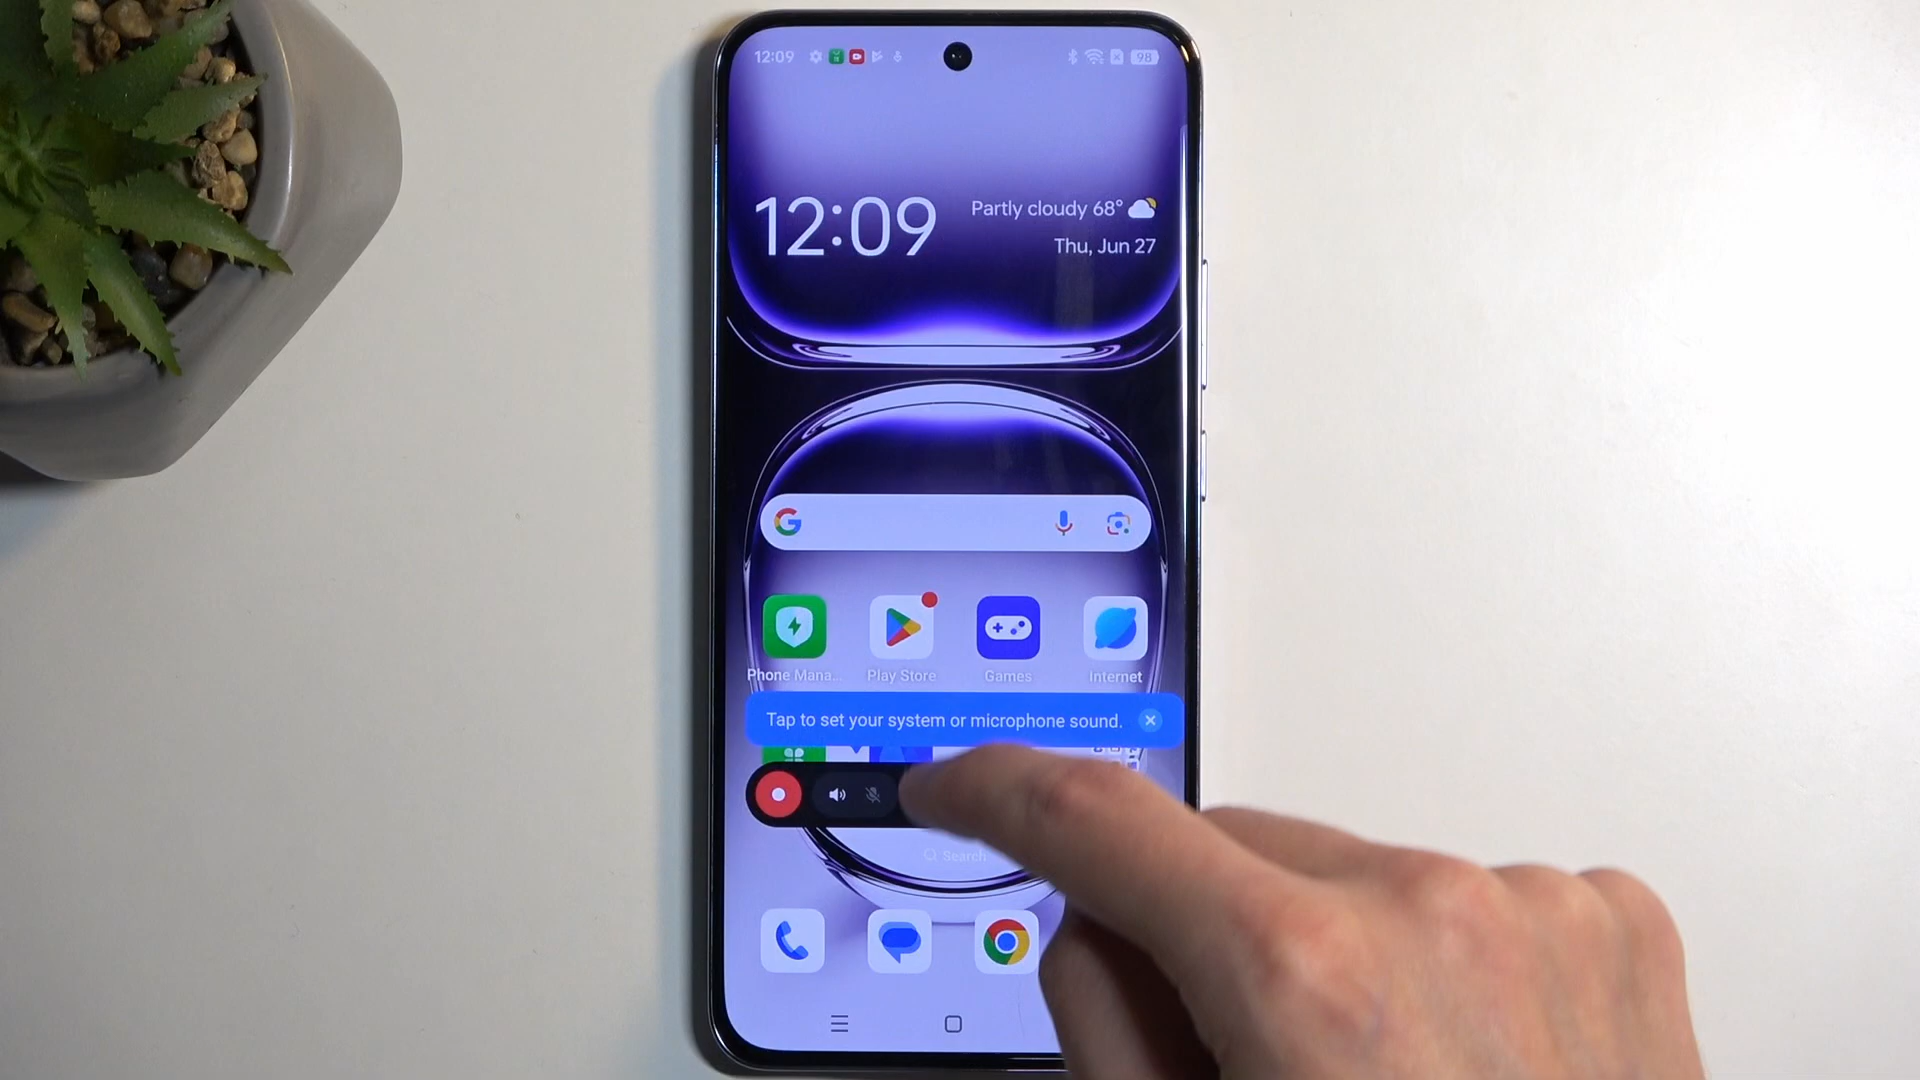 12:09
98
12:09
Partly cloudy 68°
Thu, Jun 27
Phone Mana...
Play Store
Games
Internet
Tap to set your system or microphone sound.
Search